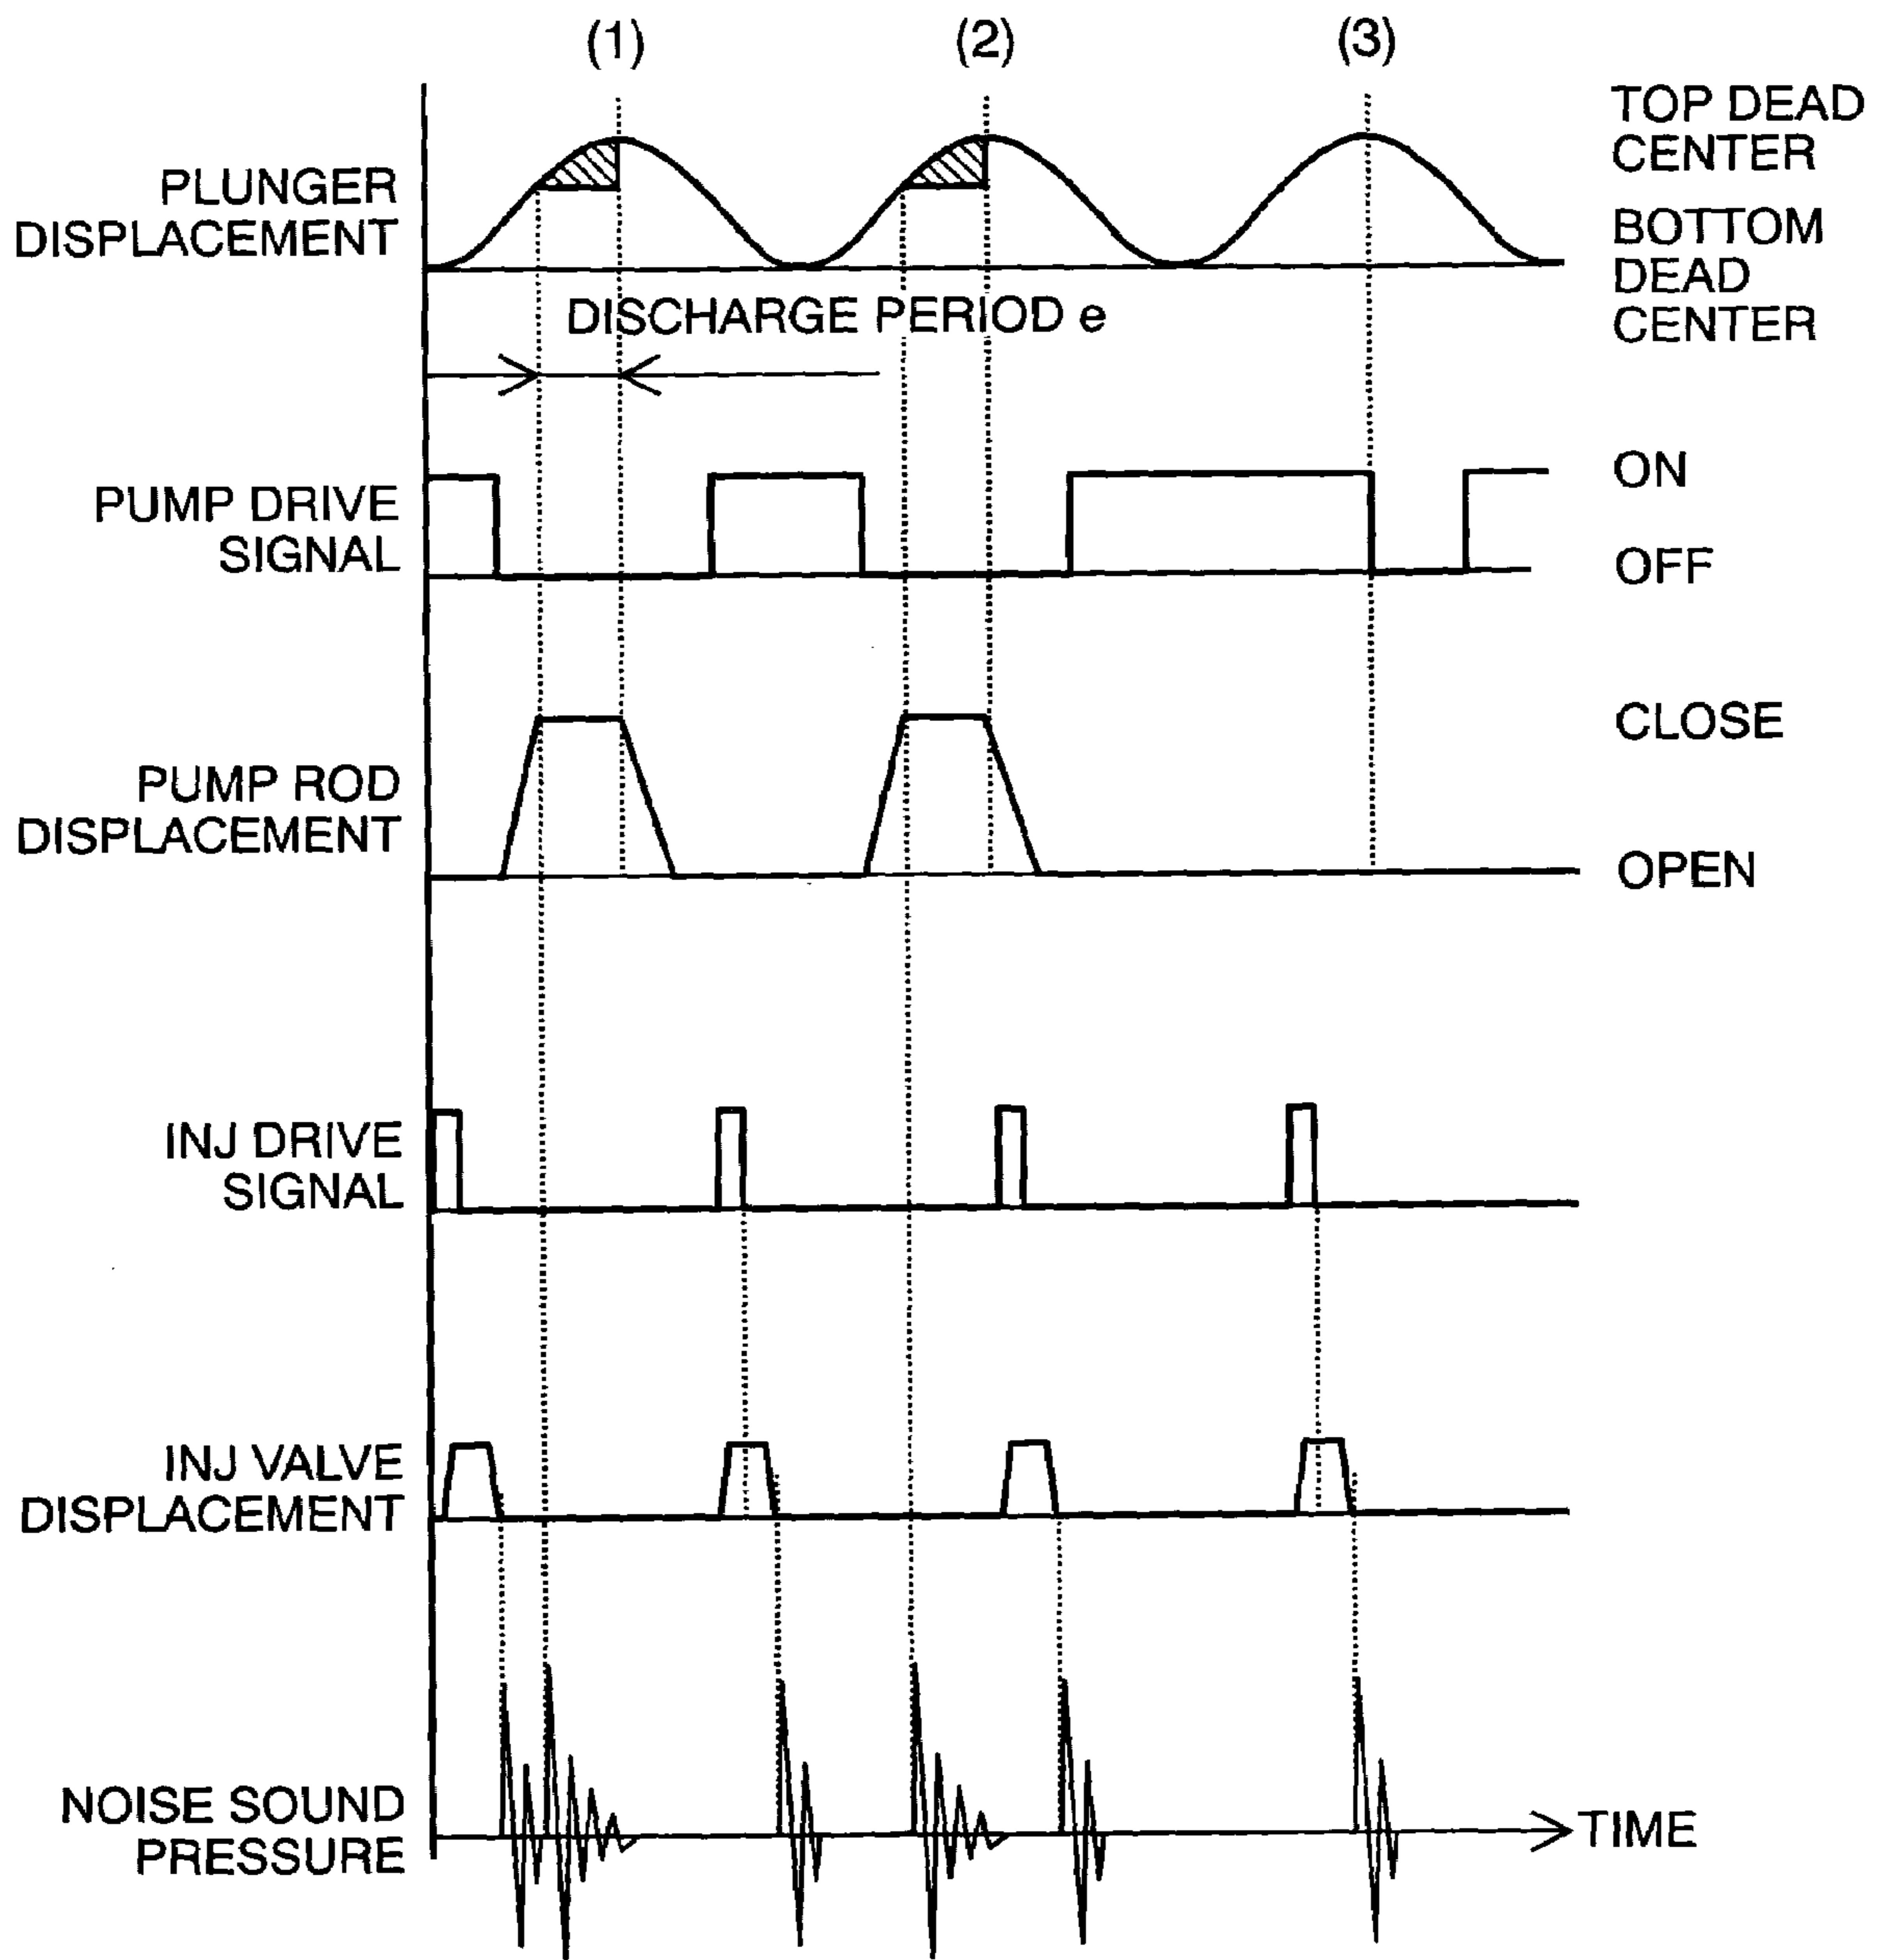 (1)
(2)
(3)
TOP DEAD
CENTER
PLUNGER
DISPLACEMENT
BOTTOM
DEAD
CENTER
DISCHARGE PERIOD e
PUMP DRIVE
SIGNAL
ON
OFF
PUMP ROD
DISPLACEMENT
CLOSE
OPEN
INJ DRIVE
SIGNAL
INJ VALVE
DISPLACEMENT
NOISE SOUND
PRESSURE
TIME